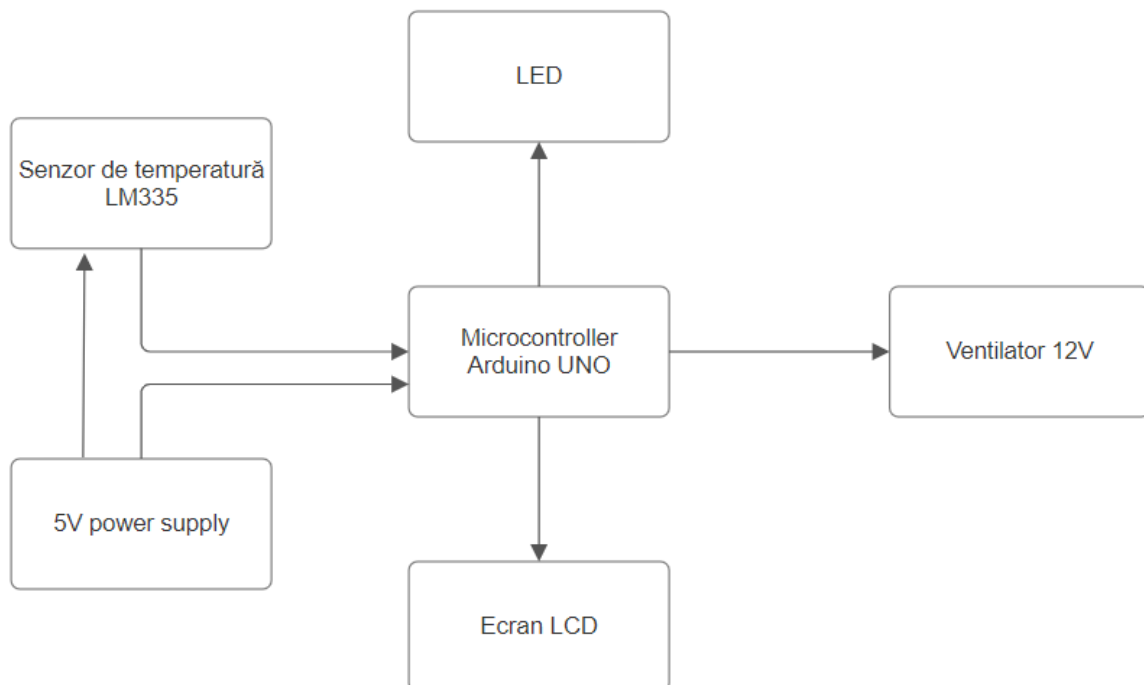 LED
Senzor de temperatură
LM335
Microcontroller
Arduino UNO
Ventilator 12V
5V power supply
Ecran LCD